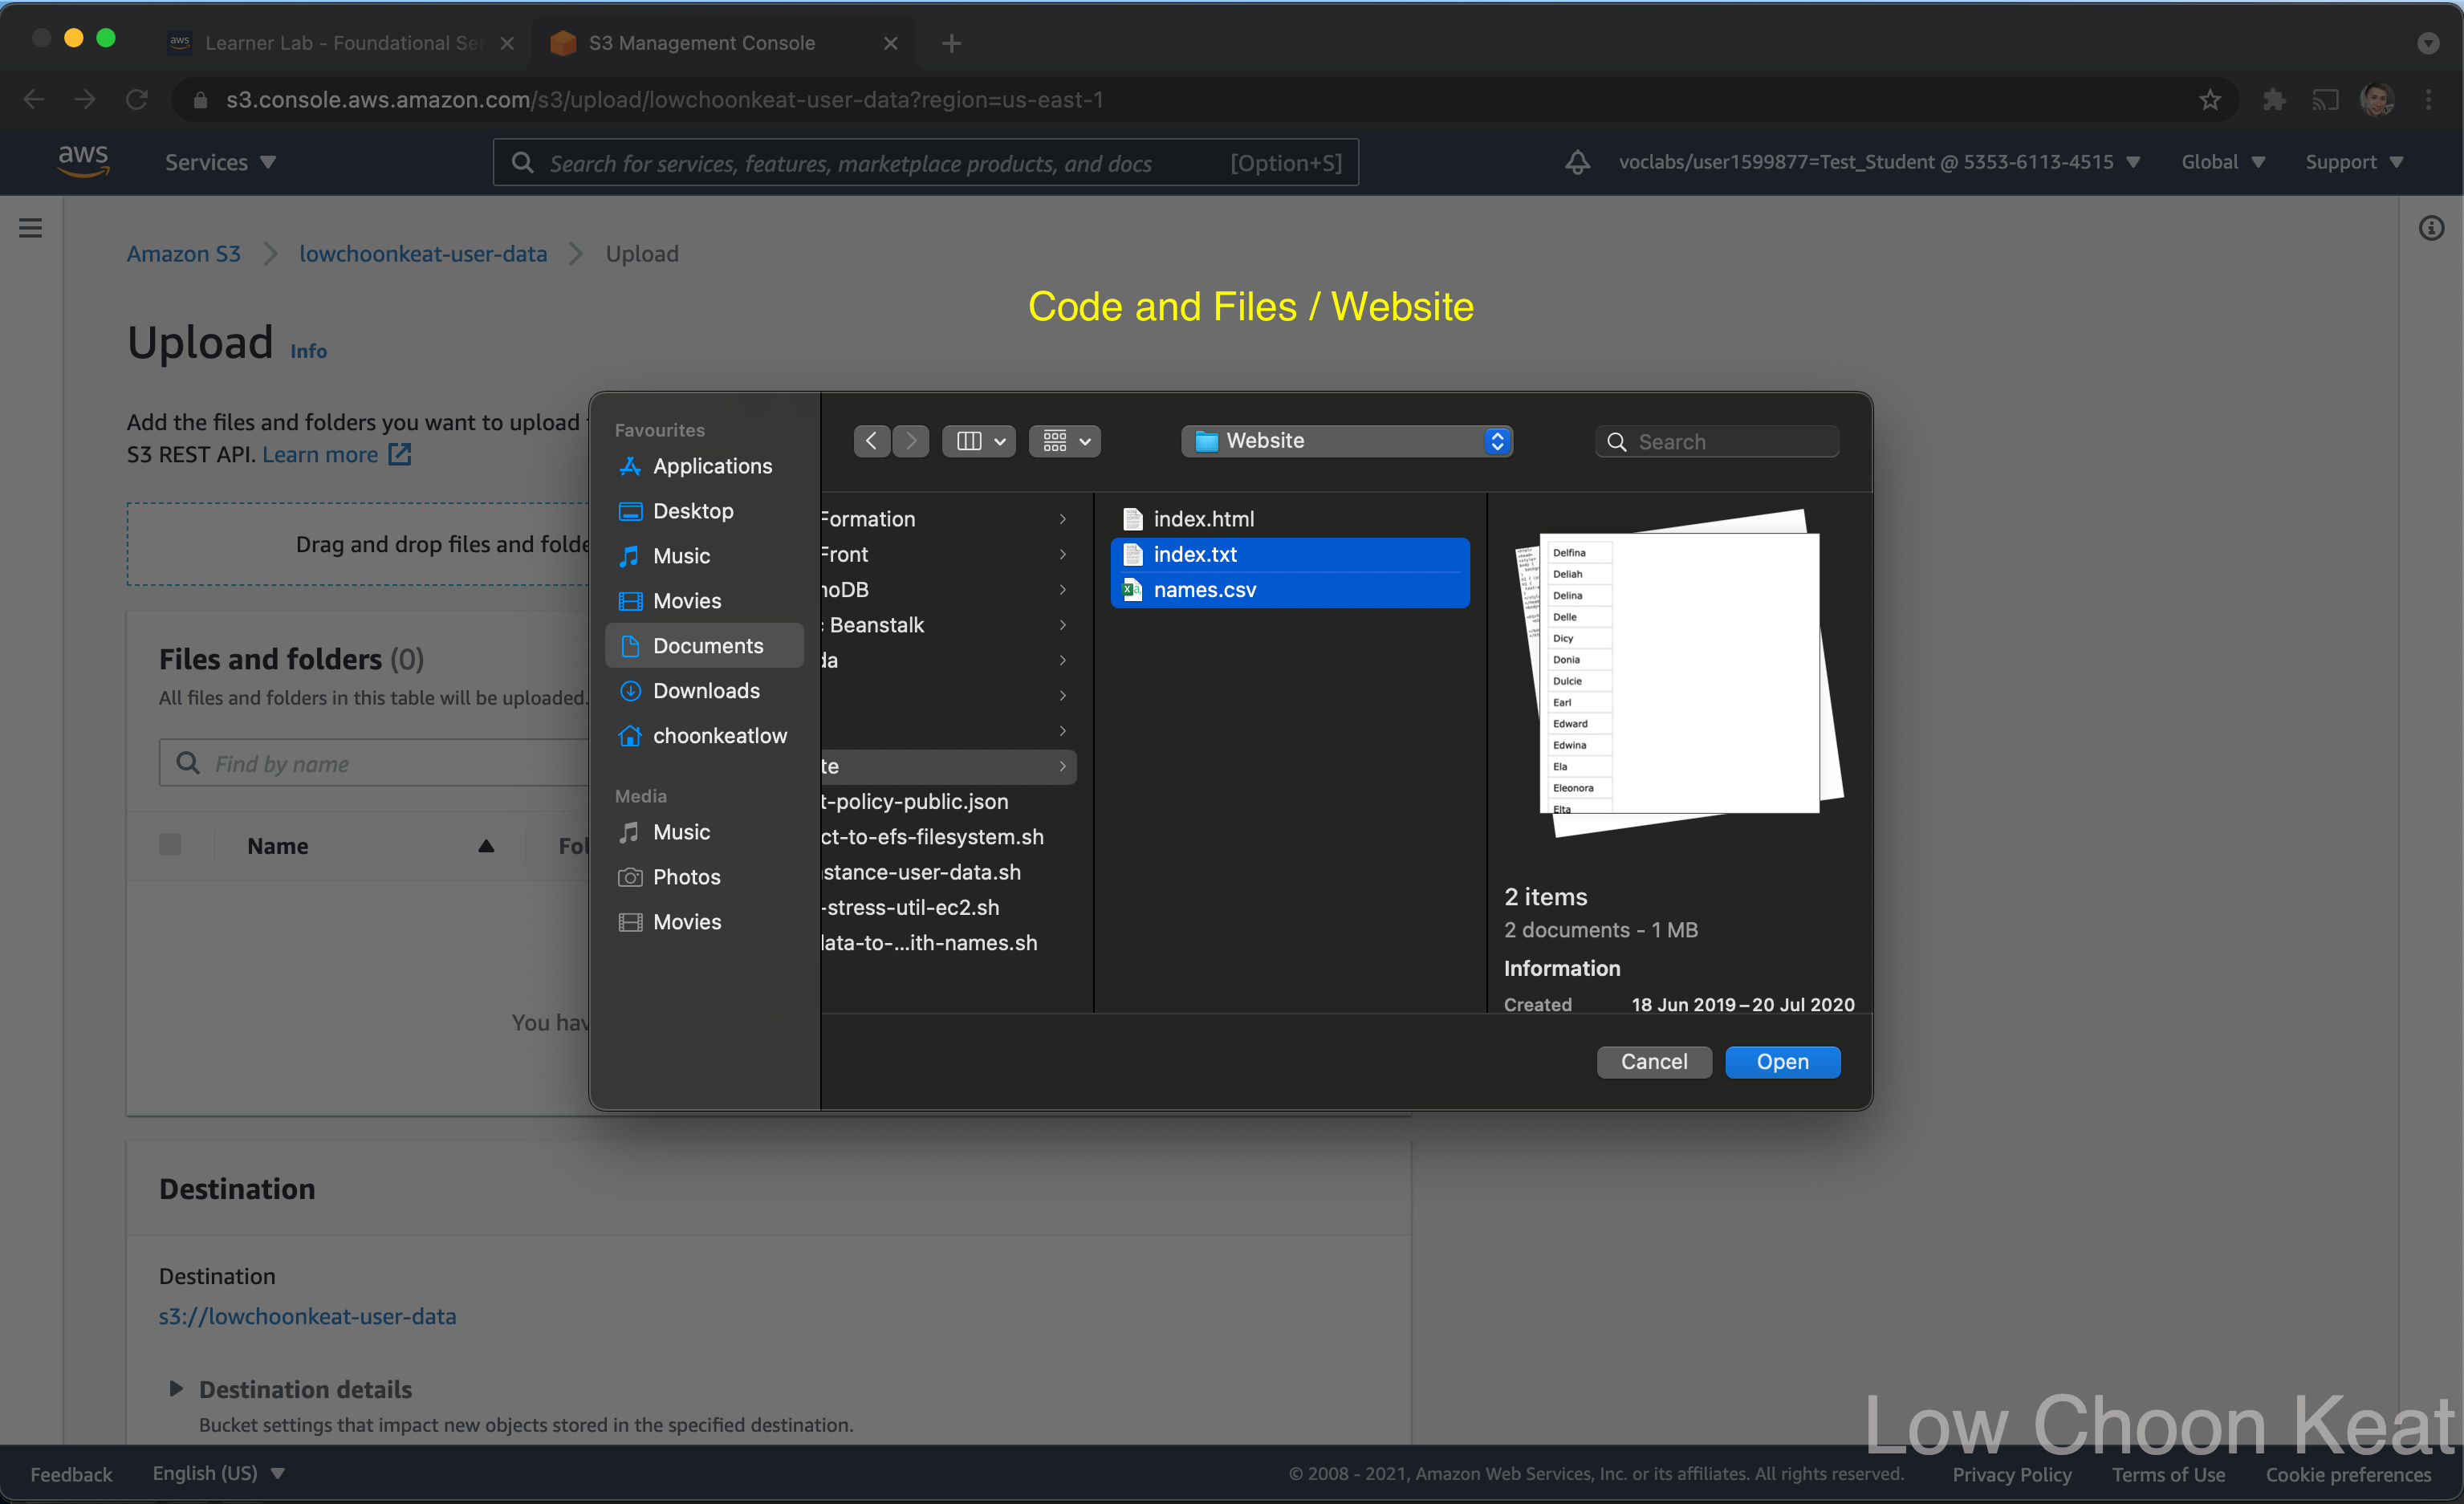 aws Learner Lab - Foundational Ser
S3 Management Console
s3.console.aws.amazon.com/s3/upload/lowchoonkeat-user-data?region=us-east-1
aws
Services
Search for services, features, marketplace products, and docs [Option+S]
voclabs/user1599877=Test_Student @ 5353-6113-4515
Global
Support
Amazon S3
lowchoonkeat-user-data
Upload
Code and Files / Website
Upload Info
Add the files and folders you want to upload
S3 REST API. Learn more
Drag and drop files and folde
Files and folders (0)
All files and folders in this table will be uploaded.
Find by name
Name
Fol
You hav
Favourites
Applications
Desktop
Music
Movies
Documents
Downloads
choonkeatlow
Media
Music
Photos
Movies
Website
Search
Formation
Front
noDB
c Beanstalk
da
te
t-policy-public.json
ct-to-efs-filesystem.sh
stance-user-data.sh
-stress-util-ec2.sh
data-to-...ith-names.sh
index.html
index.txt
names.csv
Delfina
Deliah
Delina
Delle
Dicy
Donia
Dulcie
Earl
Edward
Edwina
Ela
Eleonora
Elta
2 items
2 documents - 1 MB
Information
Created 18 Jun 2019 – 20 Jul 2020
Cancel
Open
Destination
Destination
s3://lowchoonkeat-user-data
Destination details
Bucket settings that impact new objects stored in the specified destination.
Low Choon Keat
Feedback
English (US)
© 2008 - 2021, Amazon Web Services, Inc. or its affiliates. All rights reserved.
Privacy Policy
Terms of Use
Cookie preferences